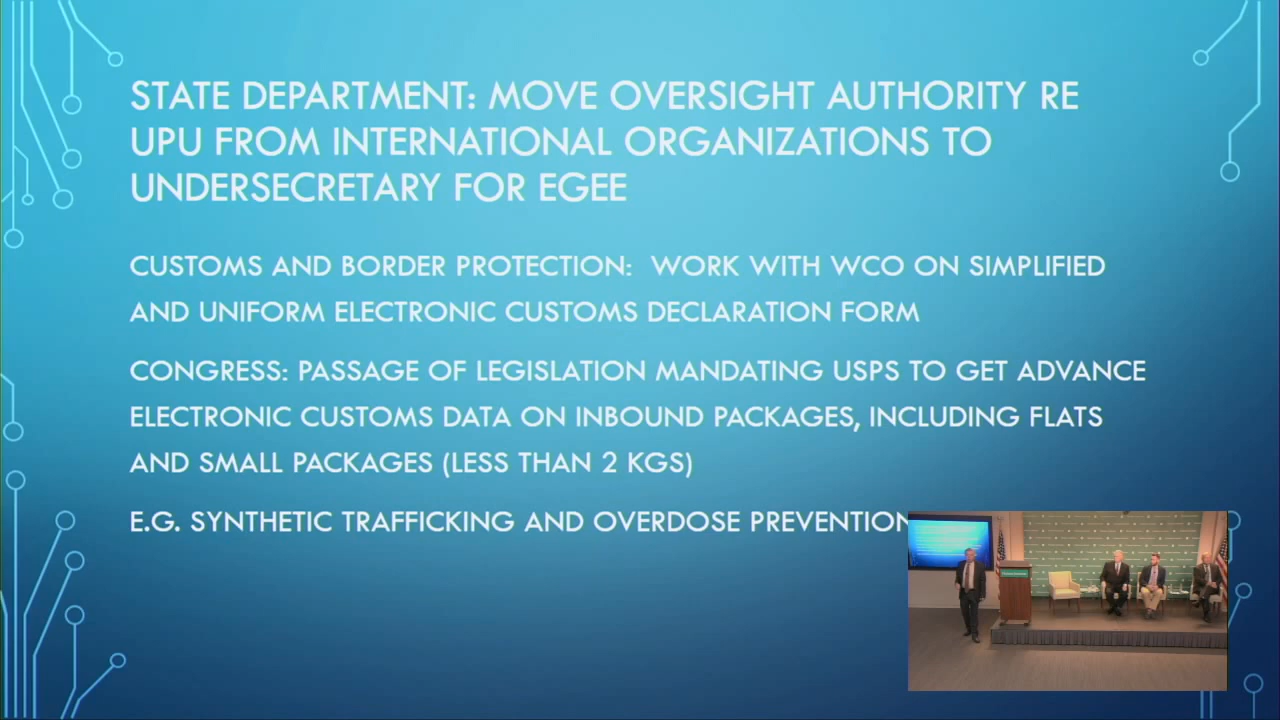 STATE DEPARTMENT: MOVE OVERSIGHT AUTHORITY RE
UPU FROM INTERNATIONAL ORGANIZATIONS TO
UNDERSECRETARY FOR EGEE
CUSTOMS AND BORDER PROTECTION: WORK WITH WCO ON SIMPLIFIED
AND UNIFORM ELECTRONIC CUSTOMS DECLARATION FORM
CONGRESS: PASSAGE OF LEGISLATION MANDATING USPS TO GET ADVANCE
ELECTRONIC CUSTOMS DATA ON INBOUND PACKAGES, INCLUDING FLATS
AND SMALL PACKAGES (LESS THAN 2 KGS)
E.G. SYNTHETIC TRAFFICKING AND OVERDOSE PREVENTION